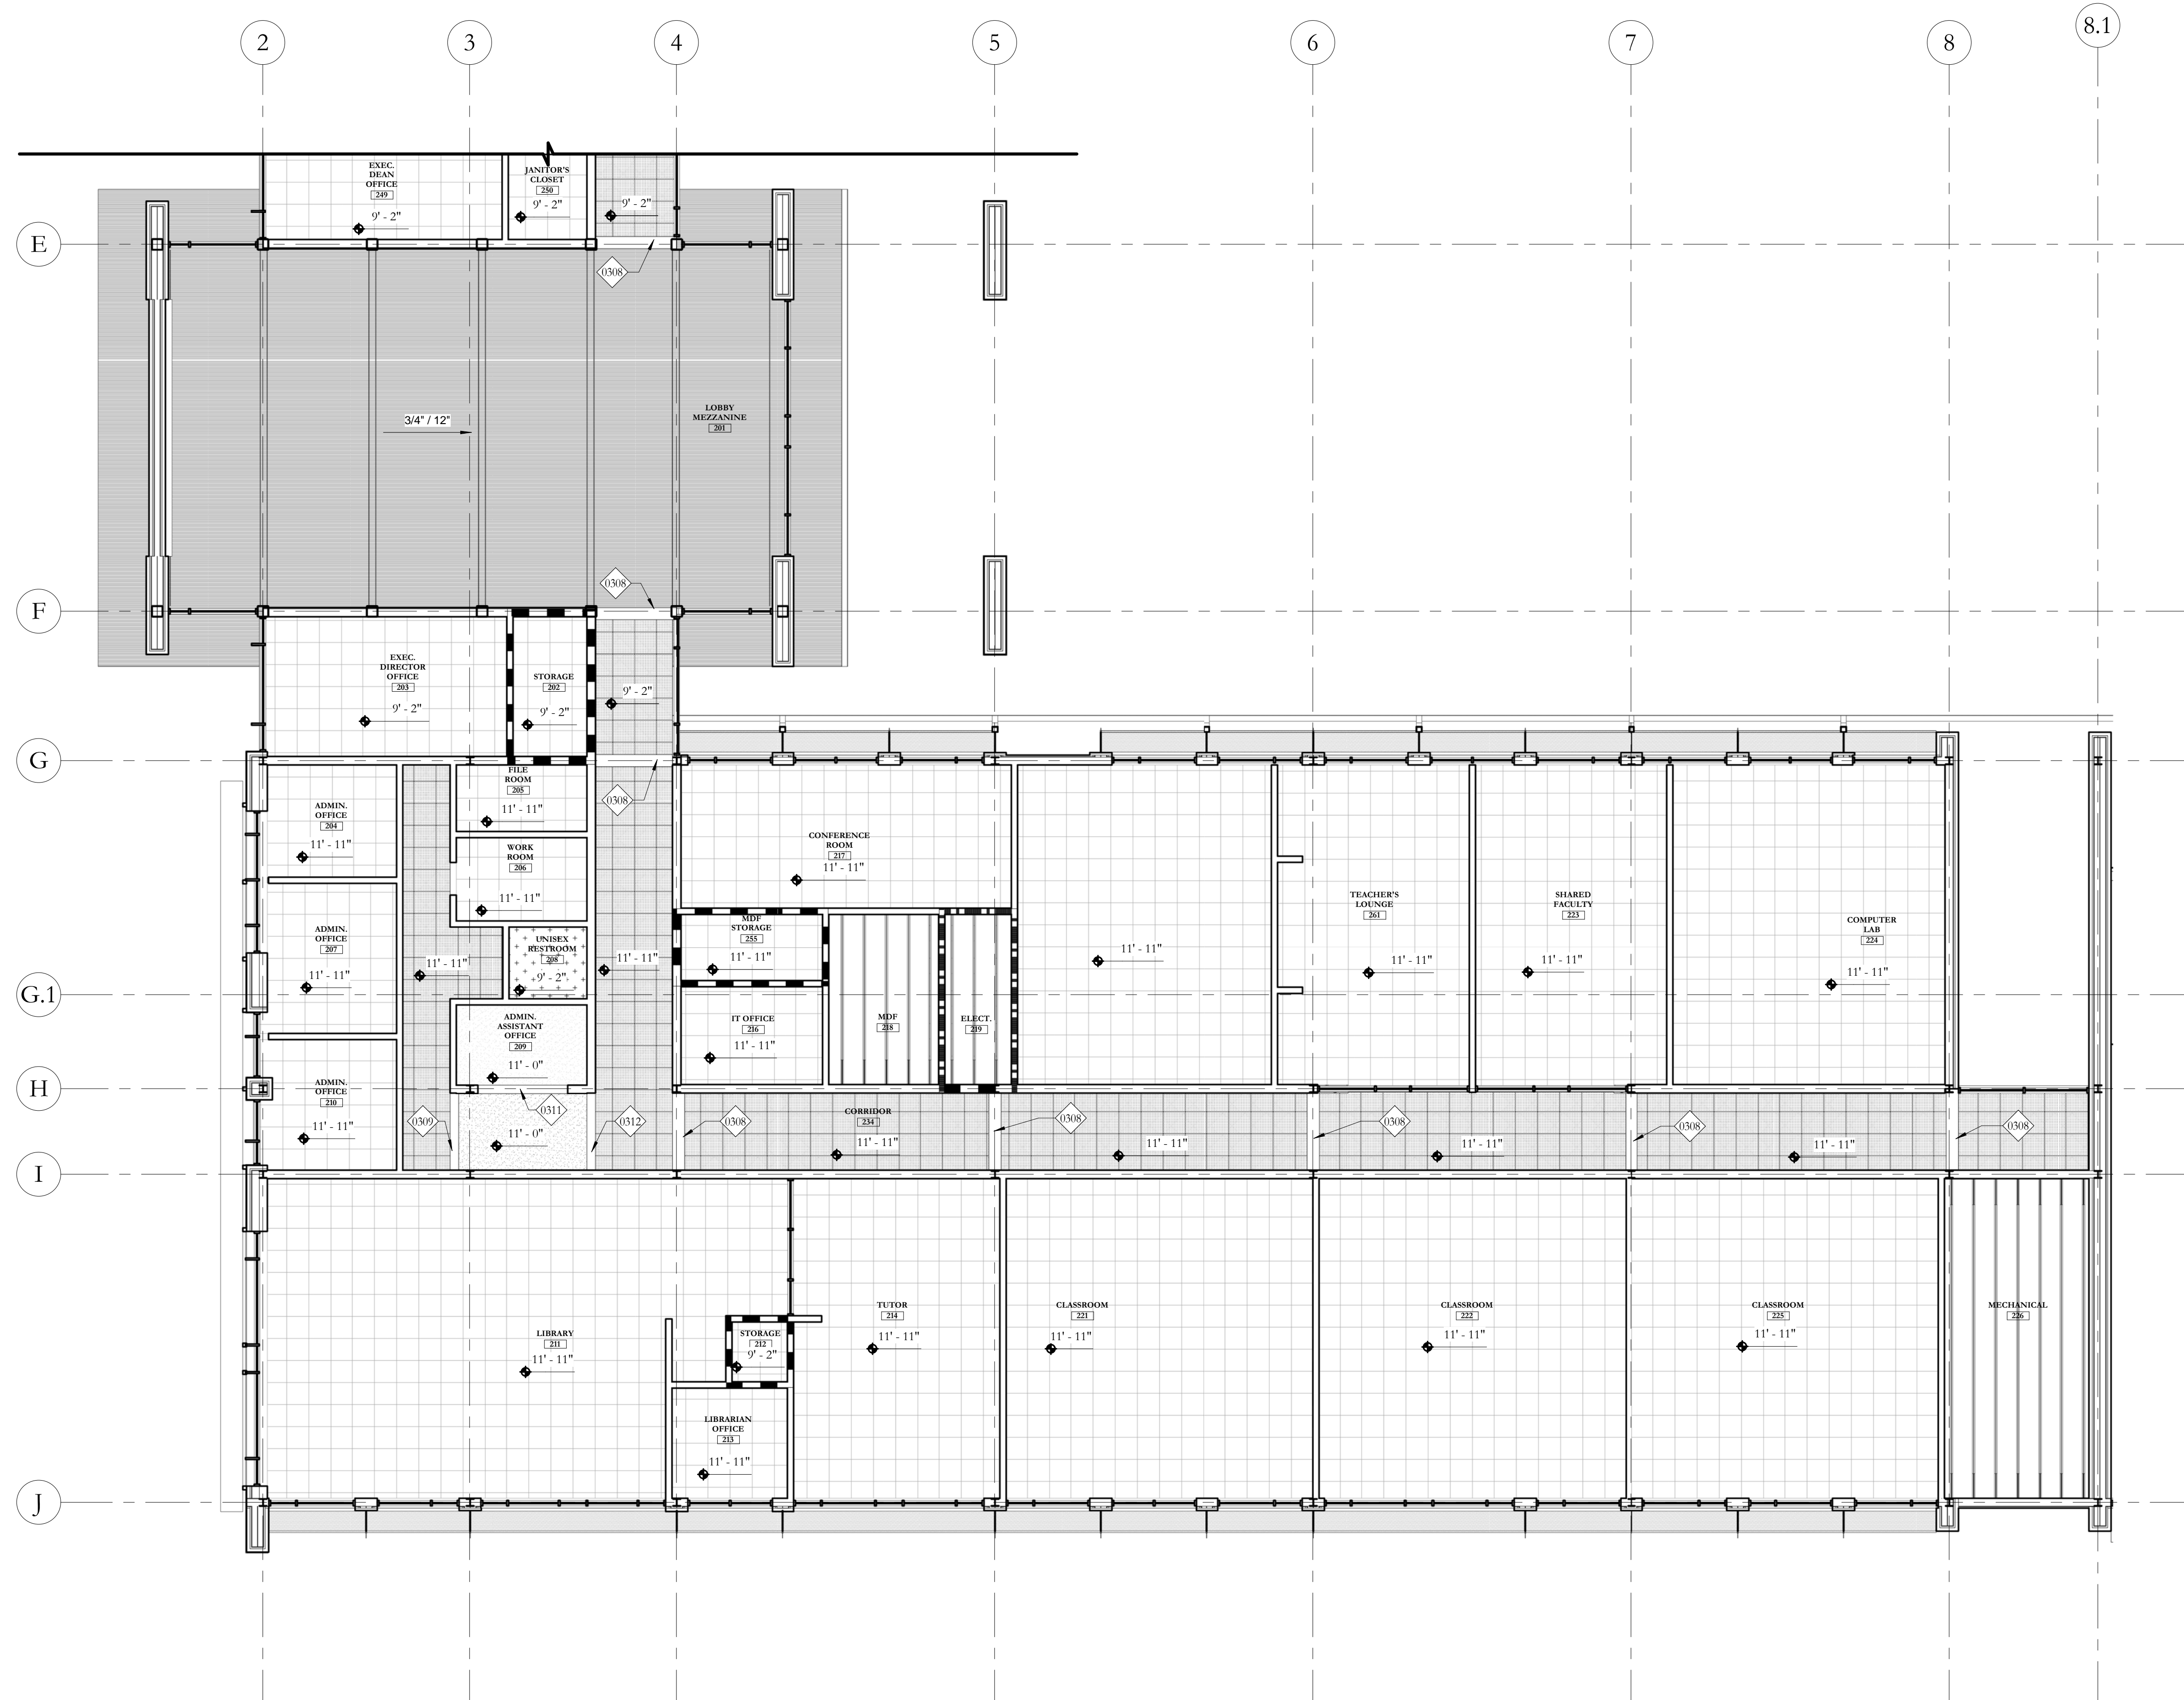 2
3
4
5
6
7
8
8.1
EXEC.
DEAN
OFFICE
249
9' - 2"
JANITOR'S
CLOSET
250
9' - 2"
9' - 2"
E
0308
LOBBY
MEZZANINE
201
3/4" / 12"
0308
F
EXEC.
DIRECTOR
OFFICE
203
9' - 2"
STORAGE
202
9' - 2"
9' - 2"
G
FILE
ROOM
205
11' - 11"
0308
ADMIN.
OFFICE
204
11' - 11"
WORK
ROOM
206
11' - 11"
CONFERENCE
ROOM
217
11' - 11"
TEACHER'S
LOUNGE
261
11' - 11"
SHARED
FACULTY
223
11' - 11"
COMPUTER
LAB
224
11' - 11"
ADMIN.
OFFICE
207
11' - 11"
11' - 11"
UNISEX
RESTROOM
208
9' - 2"
11' - 11"
MDF
STORAGE
255
11' - 11"
11' - 11"
G.1
ADMIN.
ASSISTANT
OFFICE
209
11' - 0"
IT OFFICE
216
11' - 11"
MDF
218
ELECT.
219
H
ADMIN.
OFFICE
210
11' - 11"
0309
0311
11' - 0"
0312
0308
CORRIDOR
234
11' - 11"
0308
11' - 11"
0308
11' - 11"
0308
11' - 11"
0308
I
LIBRARY
211
11' - 11"
STORAGE
212
9' - 2"
TUTOR
214
11' - 11"
CLASSROOM
221
11' - 11"
CLASSROOM
222
11' - 11"
CLASSROOM
225
11' - 11"
MECHANICAL
226
LIBRARIAN
OFFICE
213
11' - 11"
J